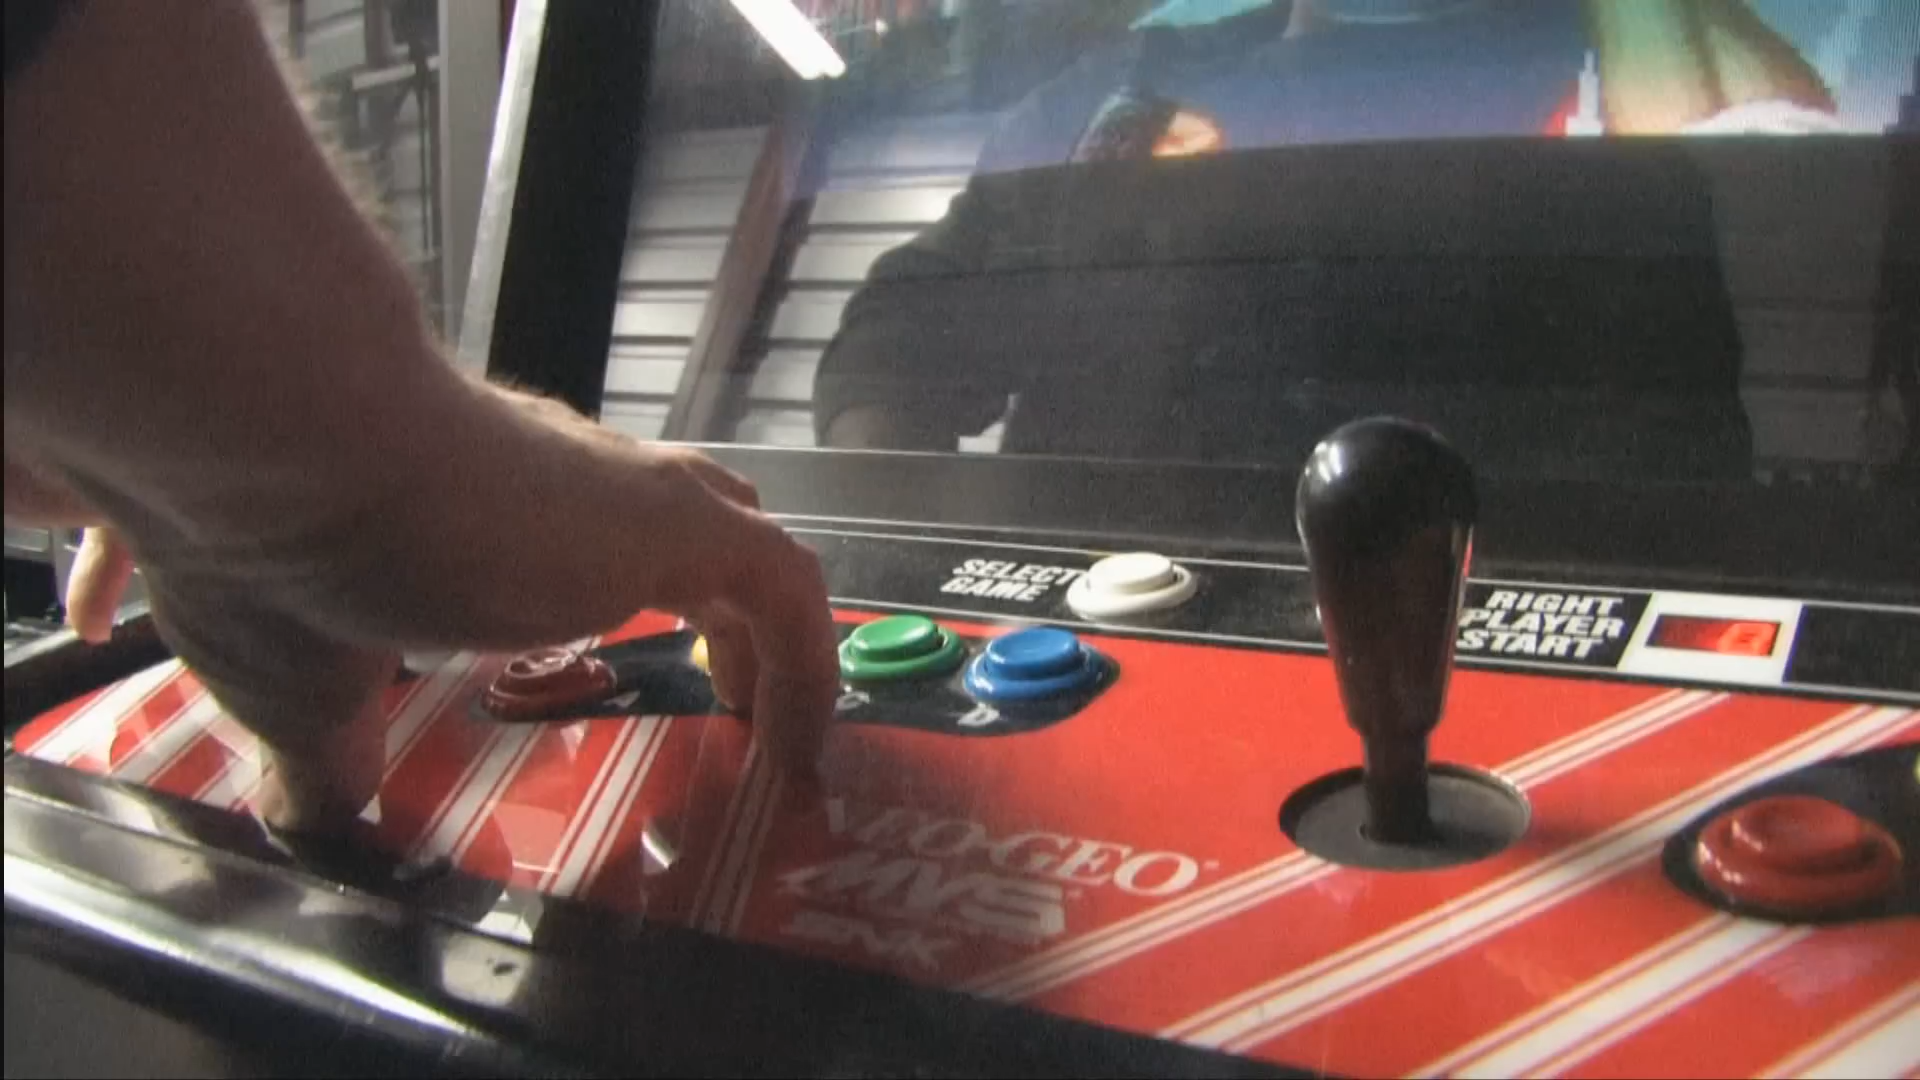 SELECT
GAME
RIGHT
PLAYER
START
A
C
D
NEO-GEO
MVS
SNK